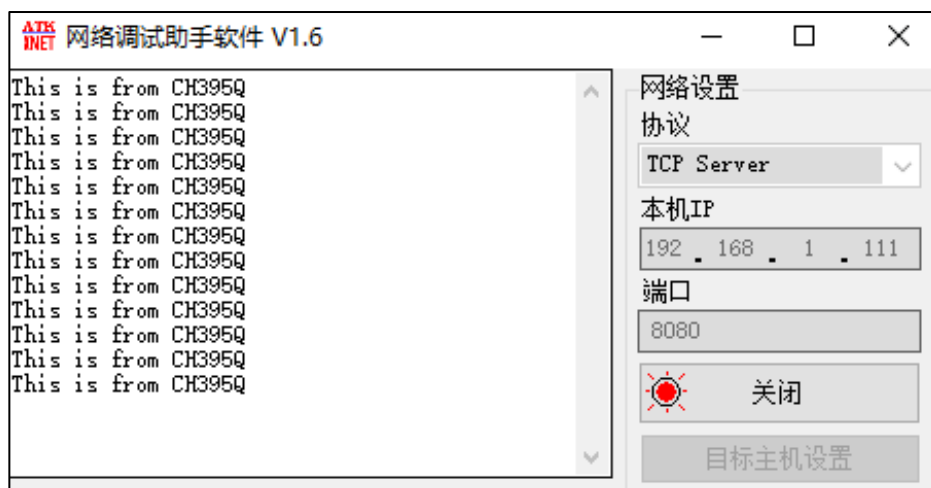 ATK
XNET 网络调试助手软件 V1.6
This is from CH395Q
This is from CH395Q
This is from CH395Q
This is from CH395Q
This is from CH395Q
This is from CH395Q
This is from CH395Q
This is from CH395Q
This is from CH395Q
This is from CH395Q
This is from CH395Q
This is from CH395Q
This is from CH395Q
网络设置
协议
TCP Server
本机IP
192 . 168 . 1 . 111
端口
8080
关闭
目标主机设置